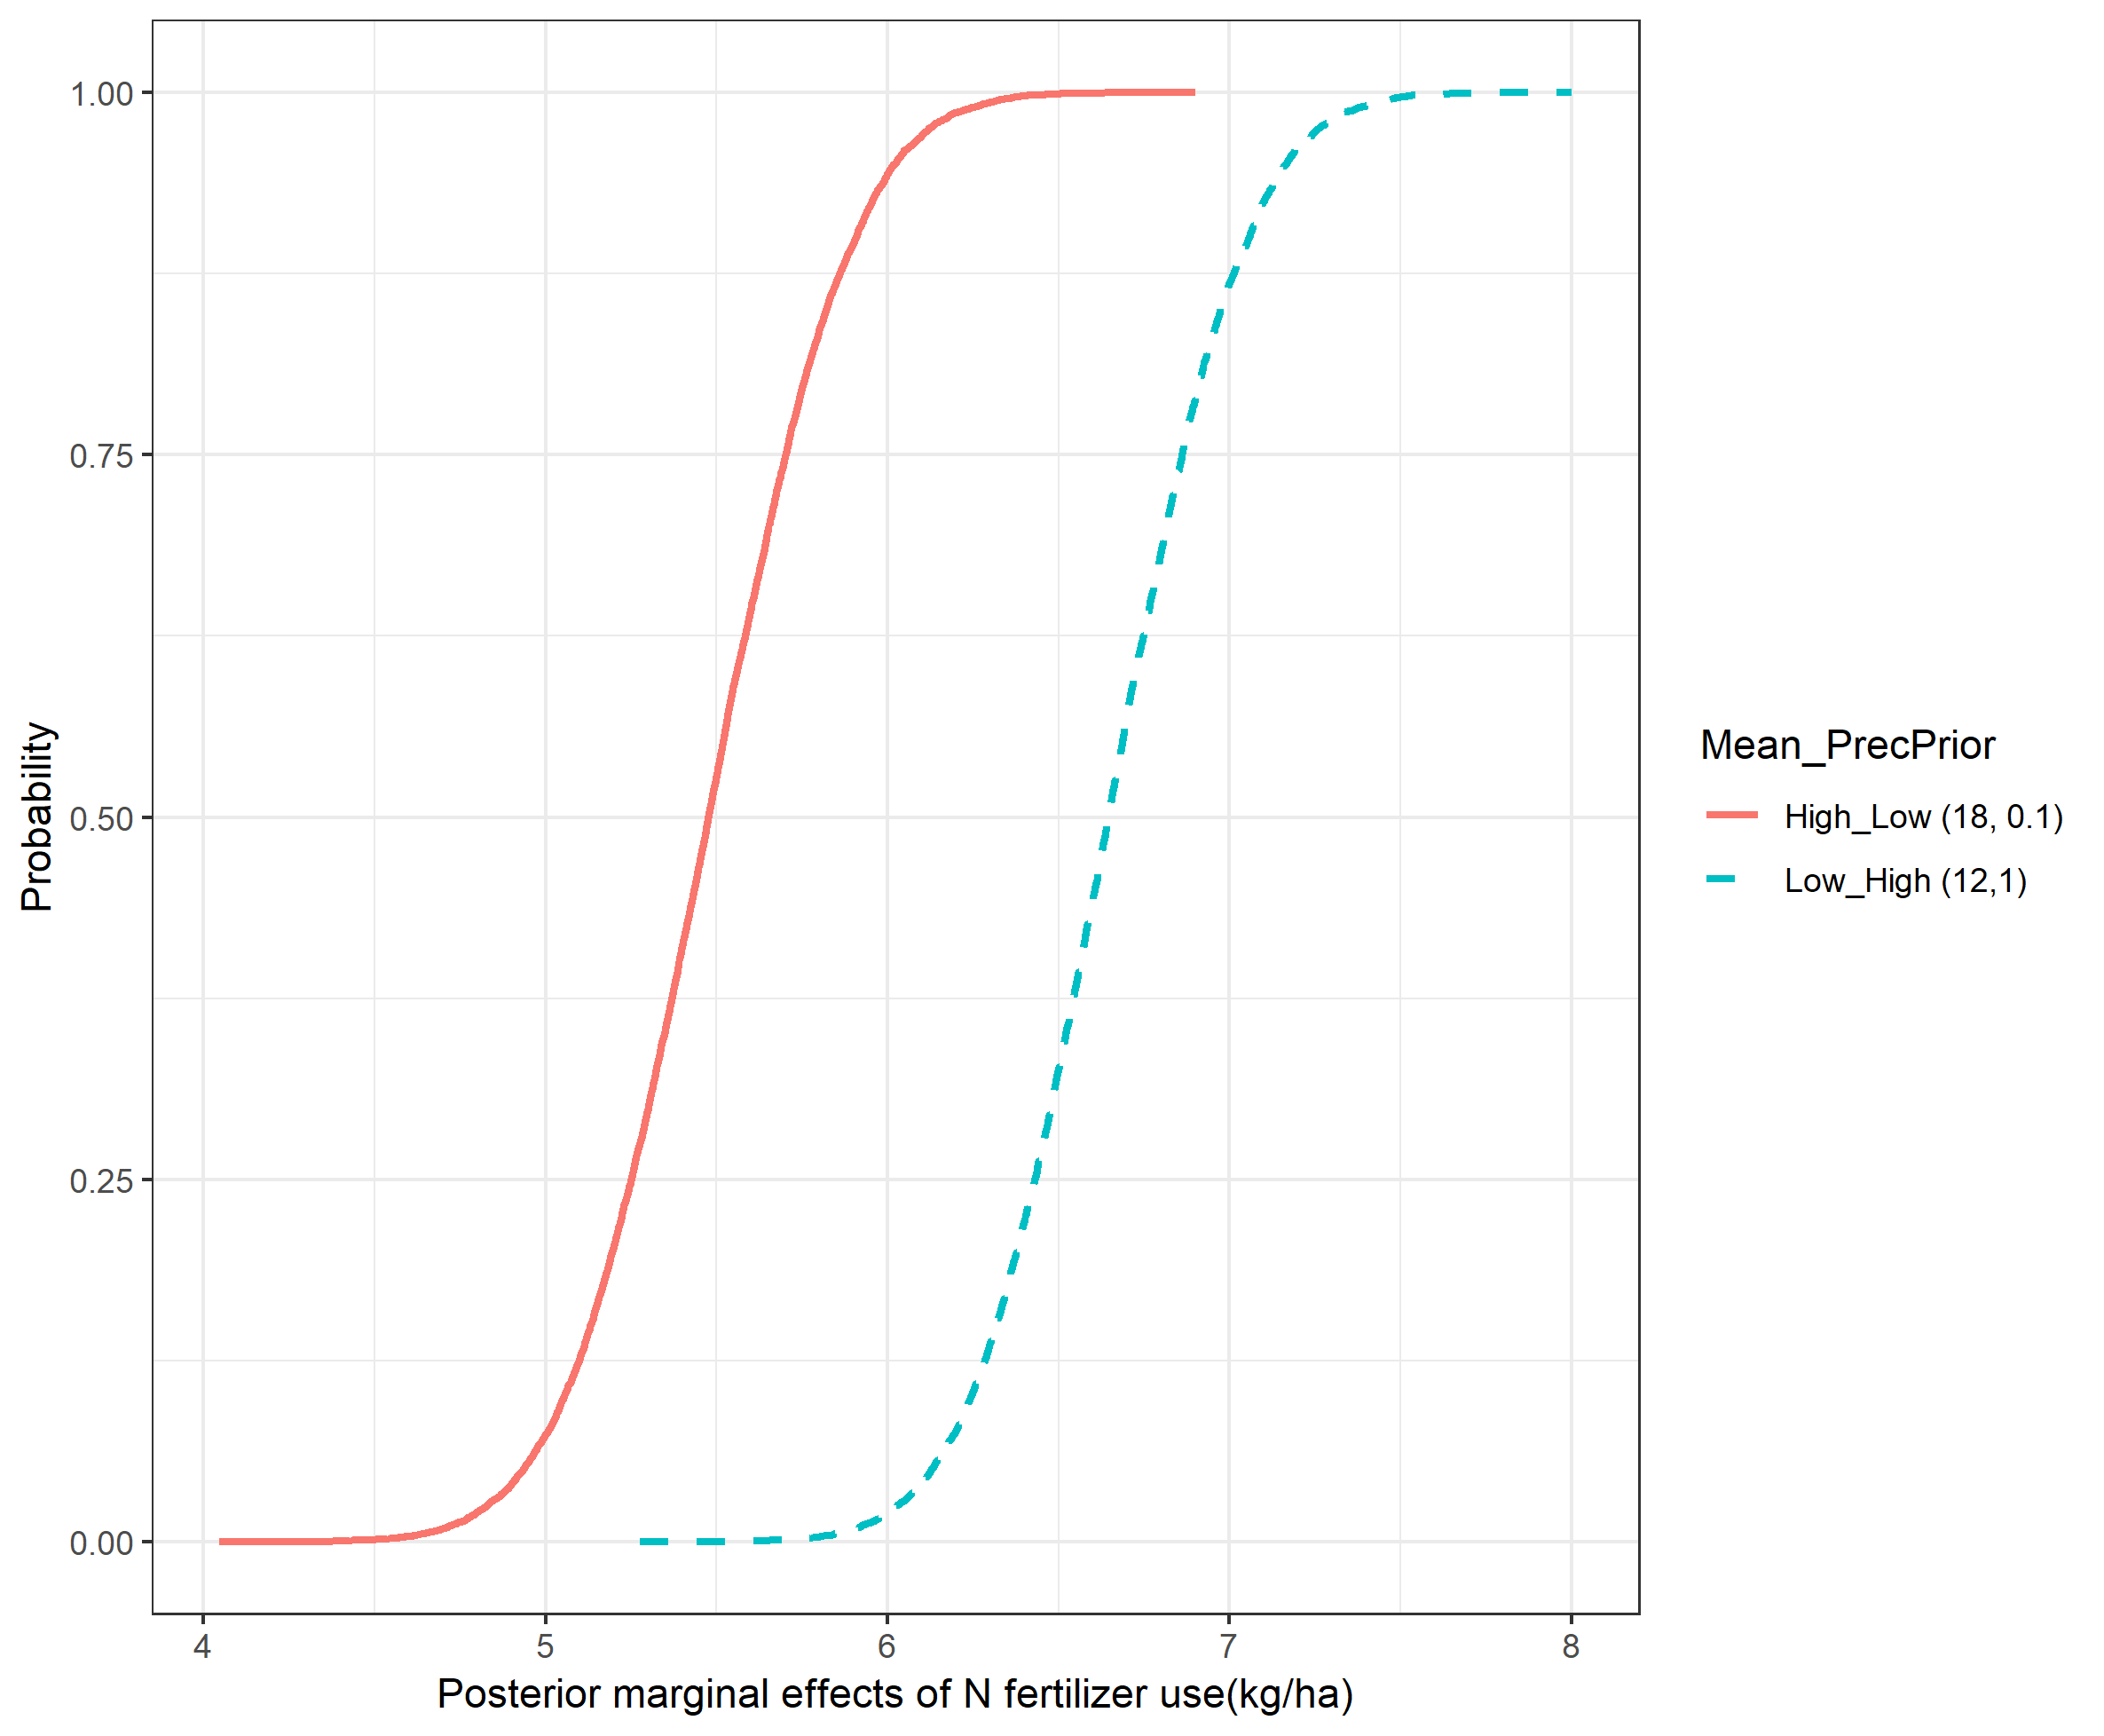 1.00
0.75
0.50
0.25
0.00
Probability
4 5 6 7 8
Posterior marginal effects of N fertilizer use(kg/ha)
Mean_PrecPrior
High_Low (18, 0.1)
Low_High (12,1)